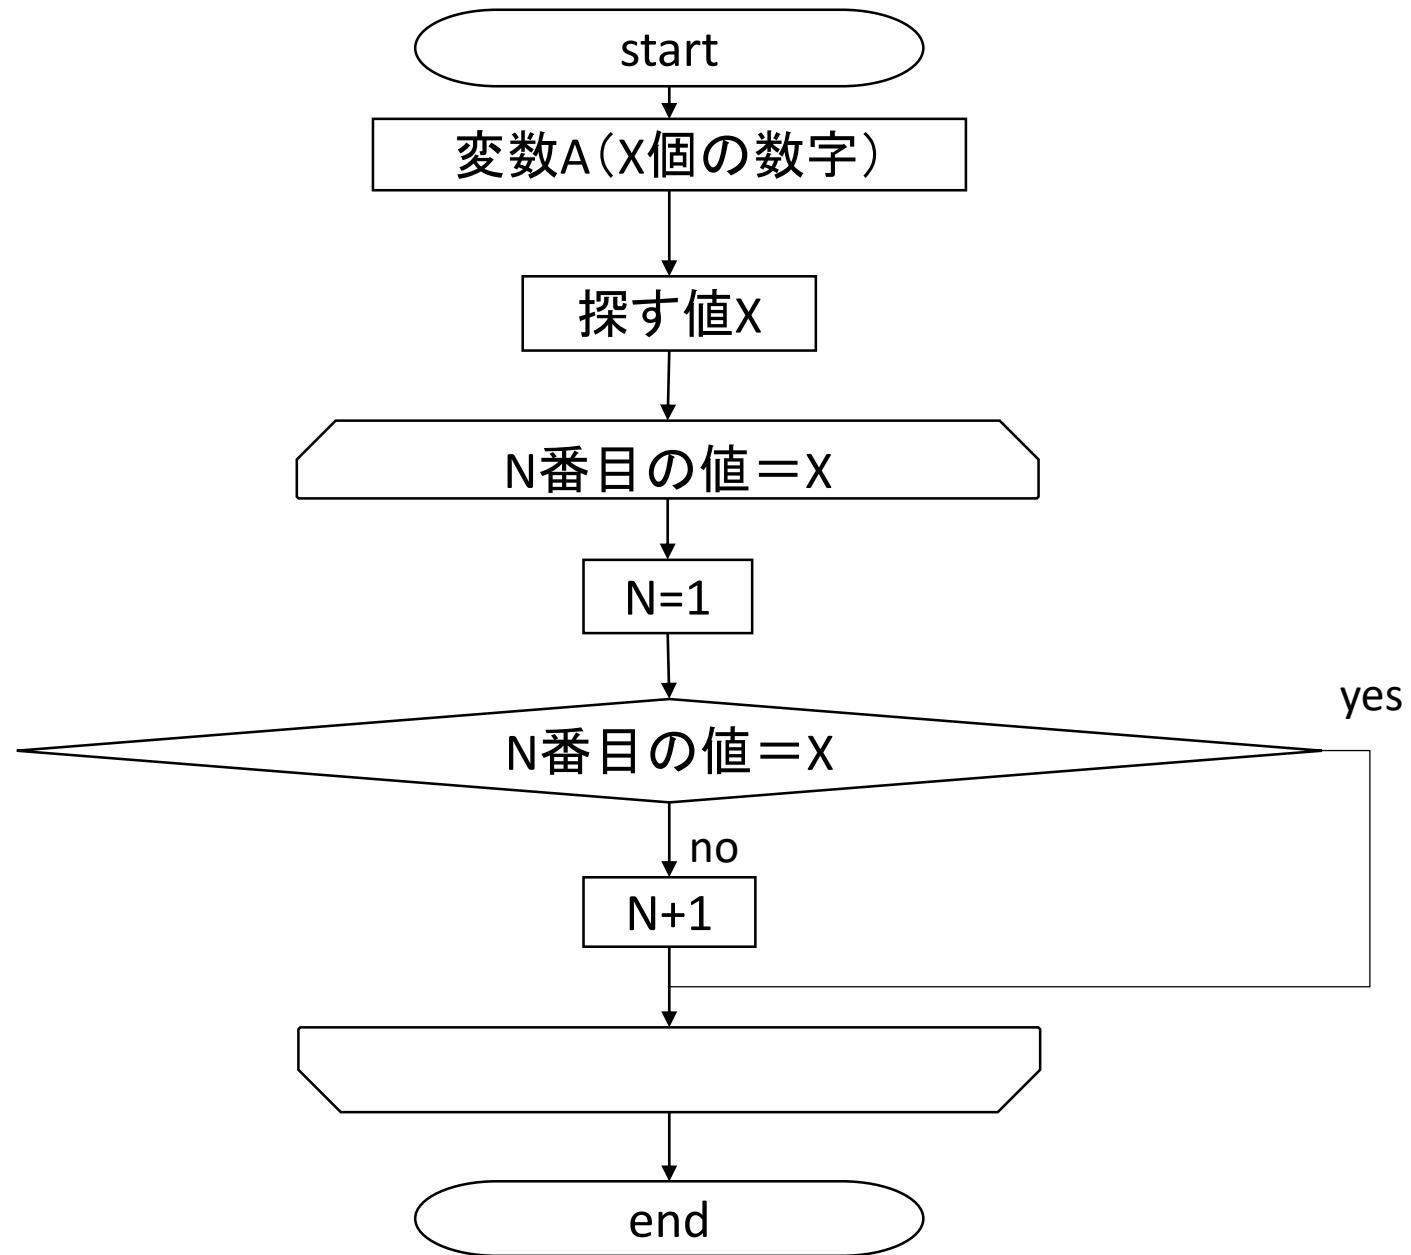 start
変数A(X個の数字)
探す値X
N番目の値=X
N=1
yes
N番目の値=X
no
N+1
end